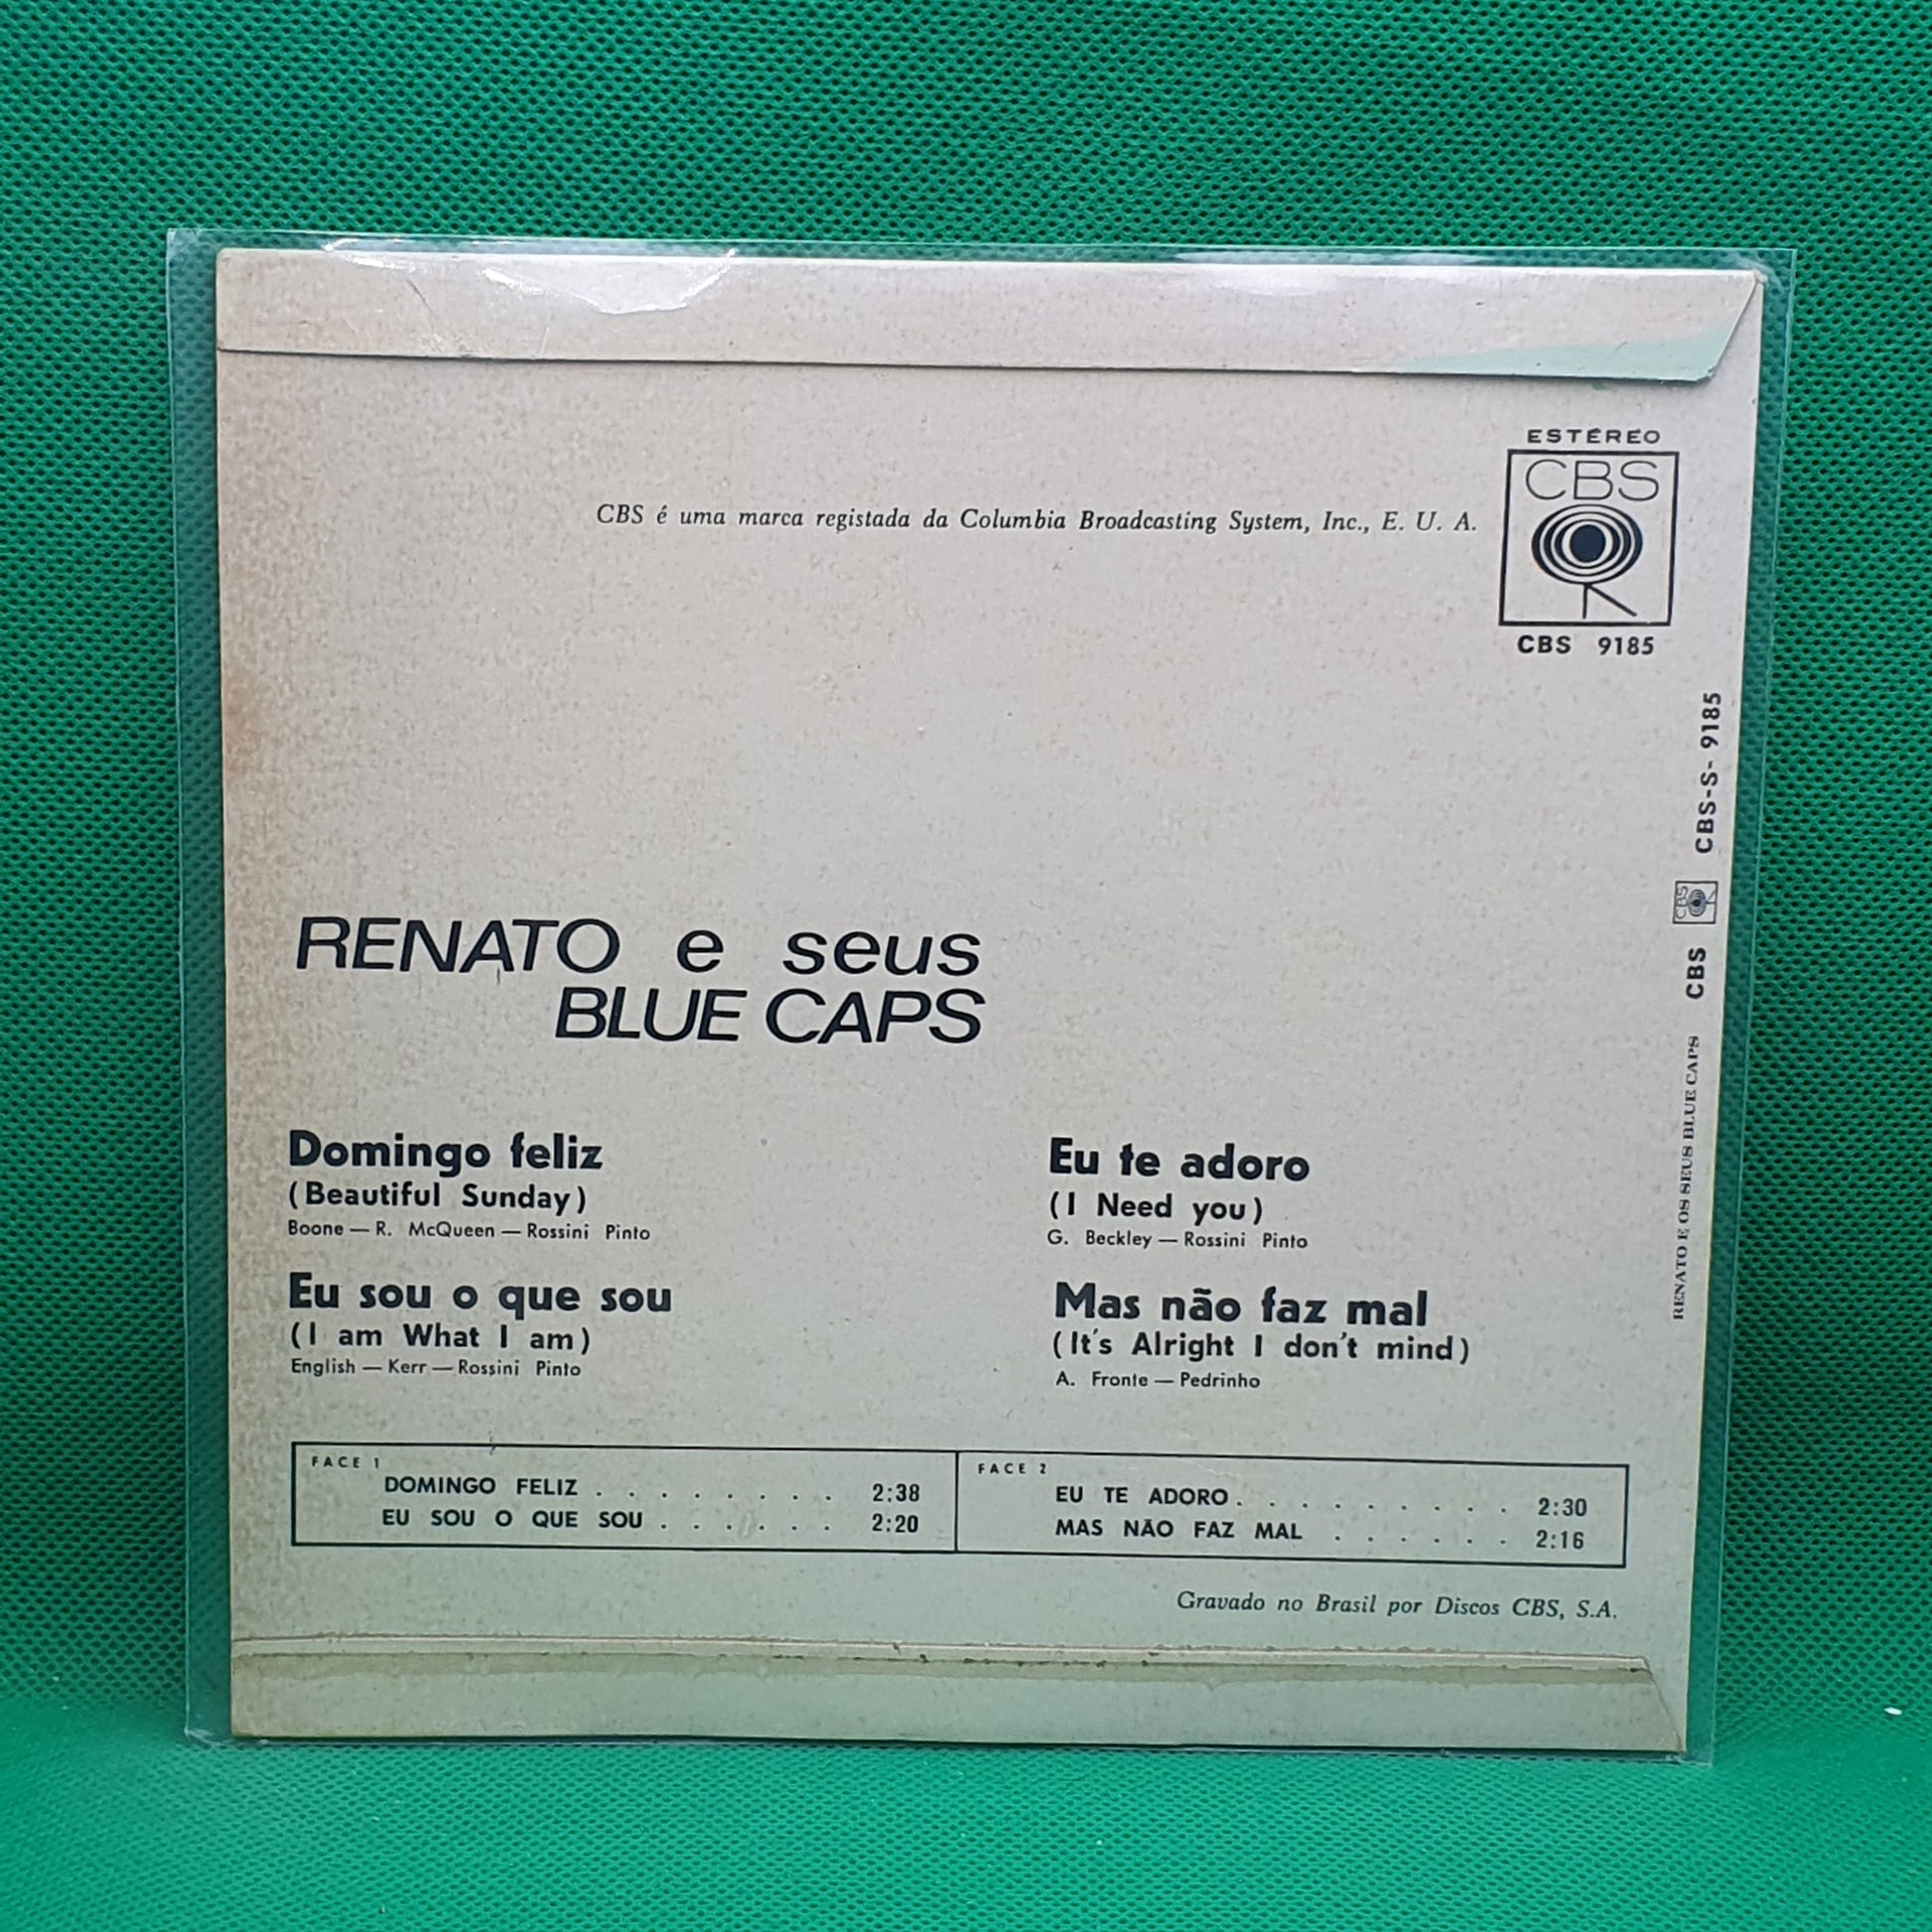 ESTÉREO
CBS
CBS é uma marca registada da Columbia Broadcasting System, Inc., E. U. A.
CBS 9185
RENATO E OS SEUS BLUE CAPS CBS CBS CBS-S- 9185
RENATO e seus
BLUE CAPS
Domingo feliz
(Beautiful Sunday)
Boone — R. McQueen — Rossini Pinto
Eu sou o que sou
(I am What I am)
English — Kerr — Rossini Pinto
Eu te adoro
(I Need you)
G. Beckley — Rossini Pinto
Mas não faz mal
(It's Alright I don't mind)
A. Fronte — Pedrinho
FACE 1
DOMINGO FELIZ . . . . . . . . 2:38
EU SOU O QUE SOU . . . . . . 2:20
FACE 2
EU TE ADORO . . . . . . . . . . 2:30
MAS NÃO FAZ MAL . . . . . . 2:16
Gravado no Brasil por Discos CBS, S.A.